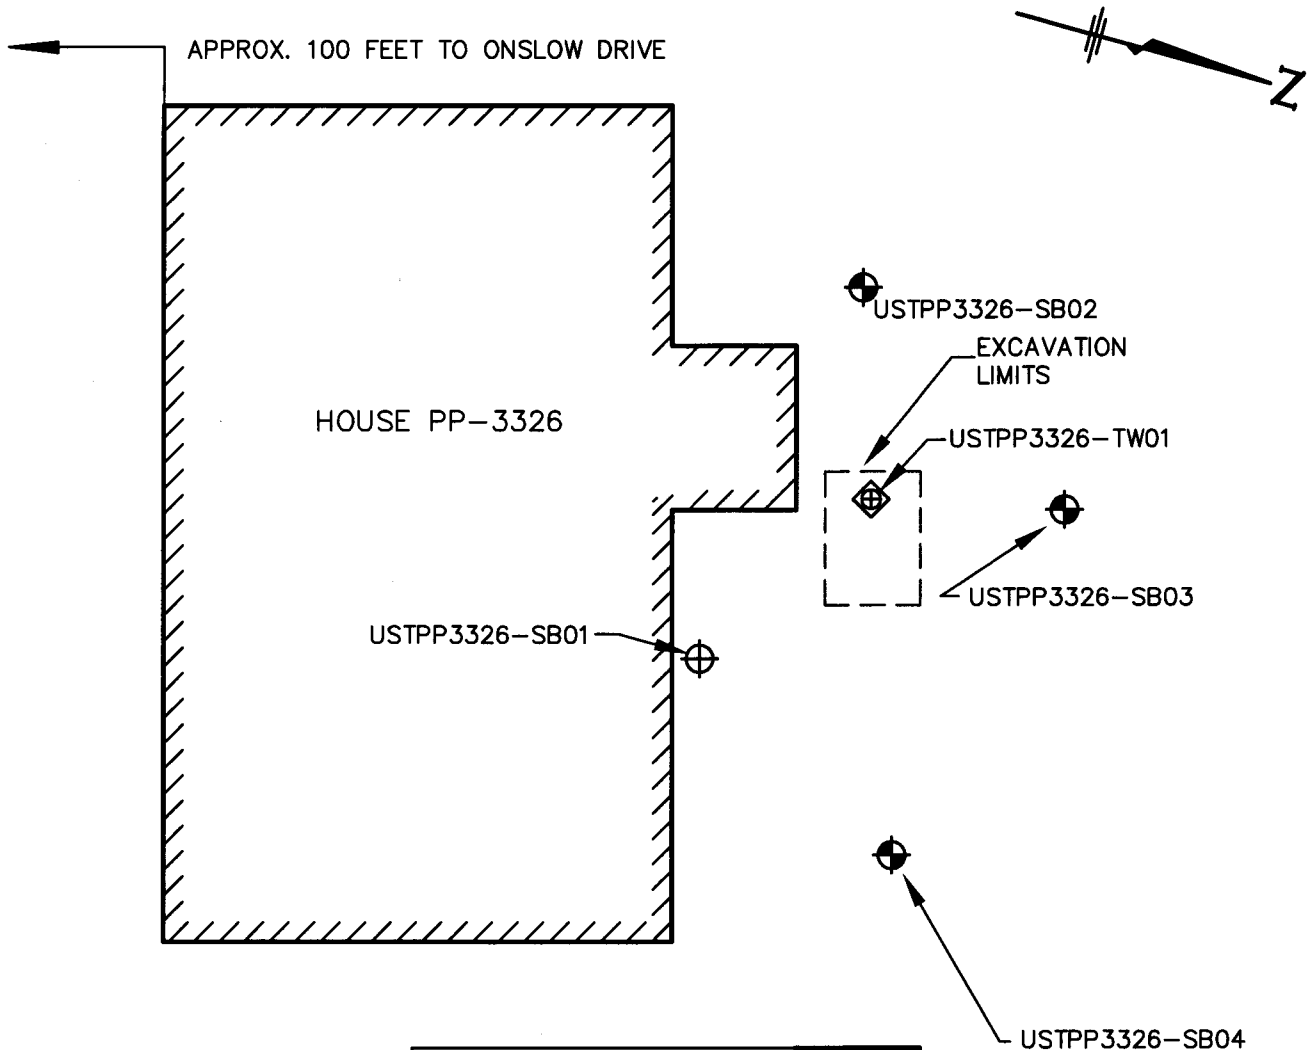 APPROX. 100 FEET TO ONSLOW DRIVE
N
USTPP3326-SB02
EXCAVATION
LIMITS
HOUSE PP-3326
USTPP3326-TW01
USTPP3326-SB03
USTPP3326-SB01
USTPP3326-SB04